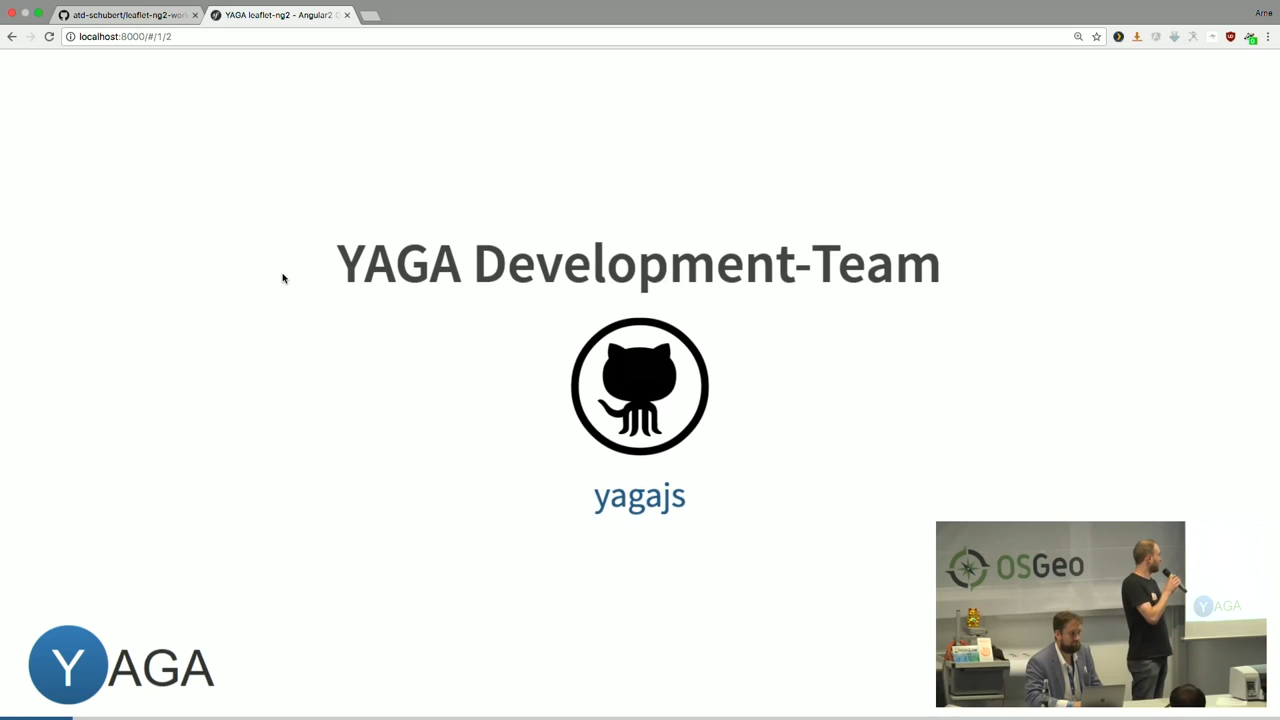 atd-schubert/leaflet-ng2-wor
YAGA leaflet-ng2 - Angular2
Arne
localhost:8000/#/1/2
YAGA Development-Team
yagajs
OSGeo
YAGA
YAGA